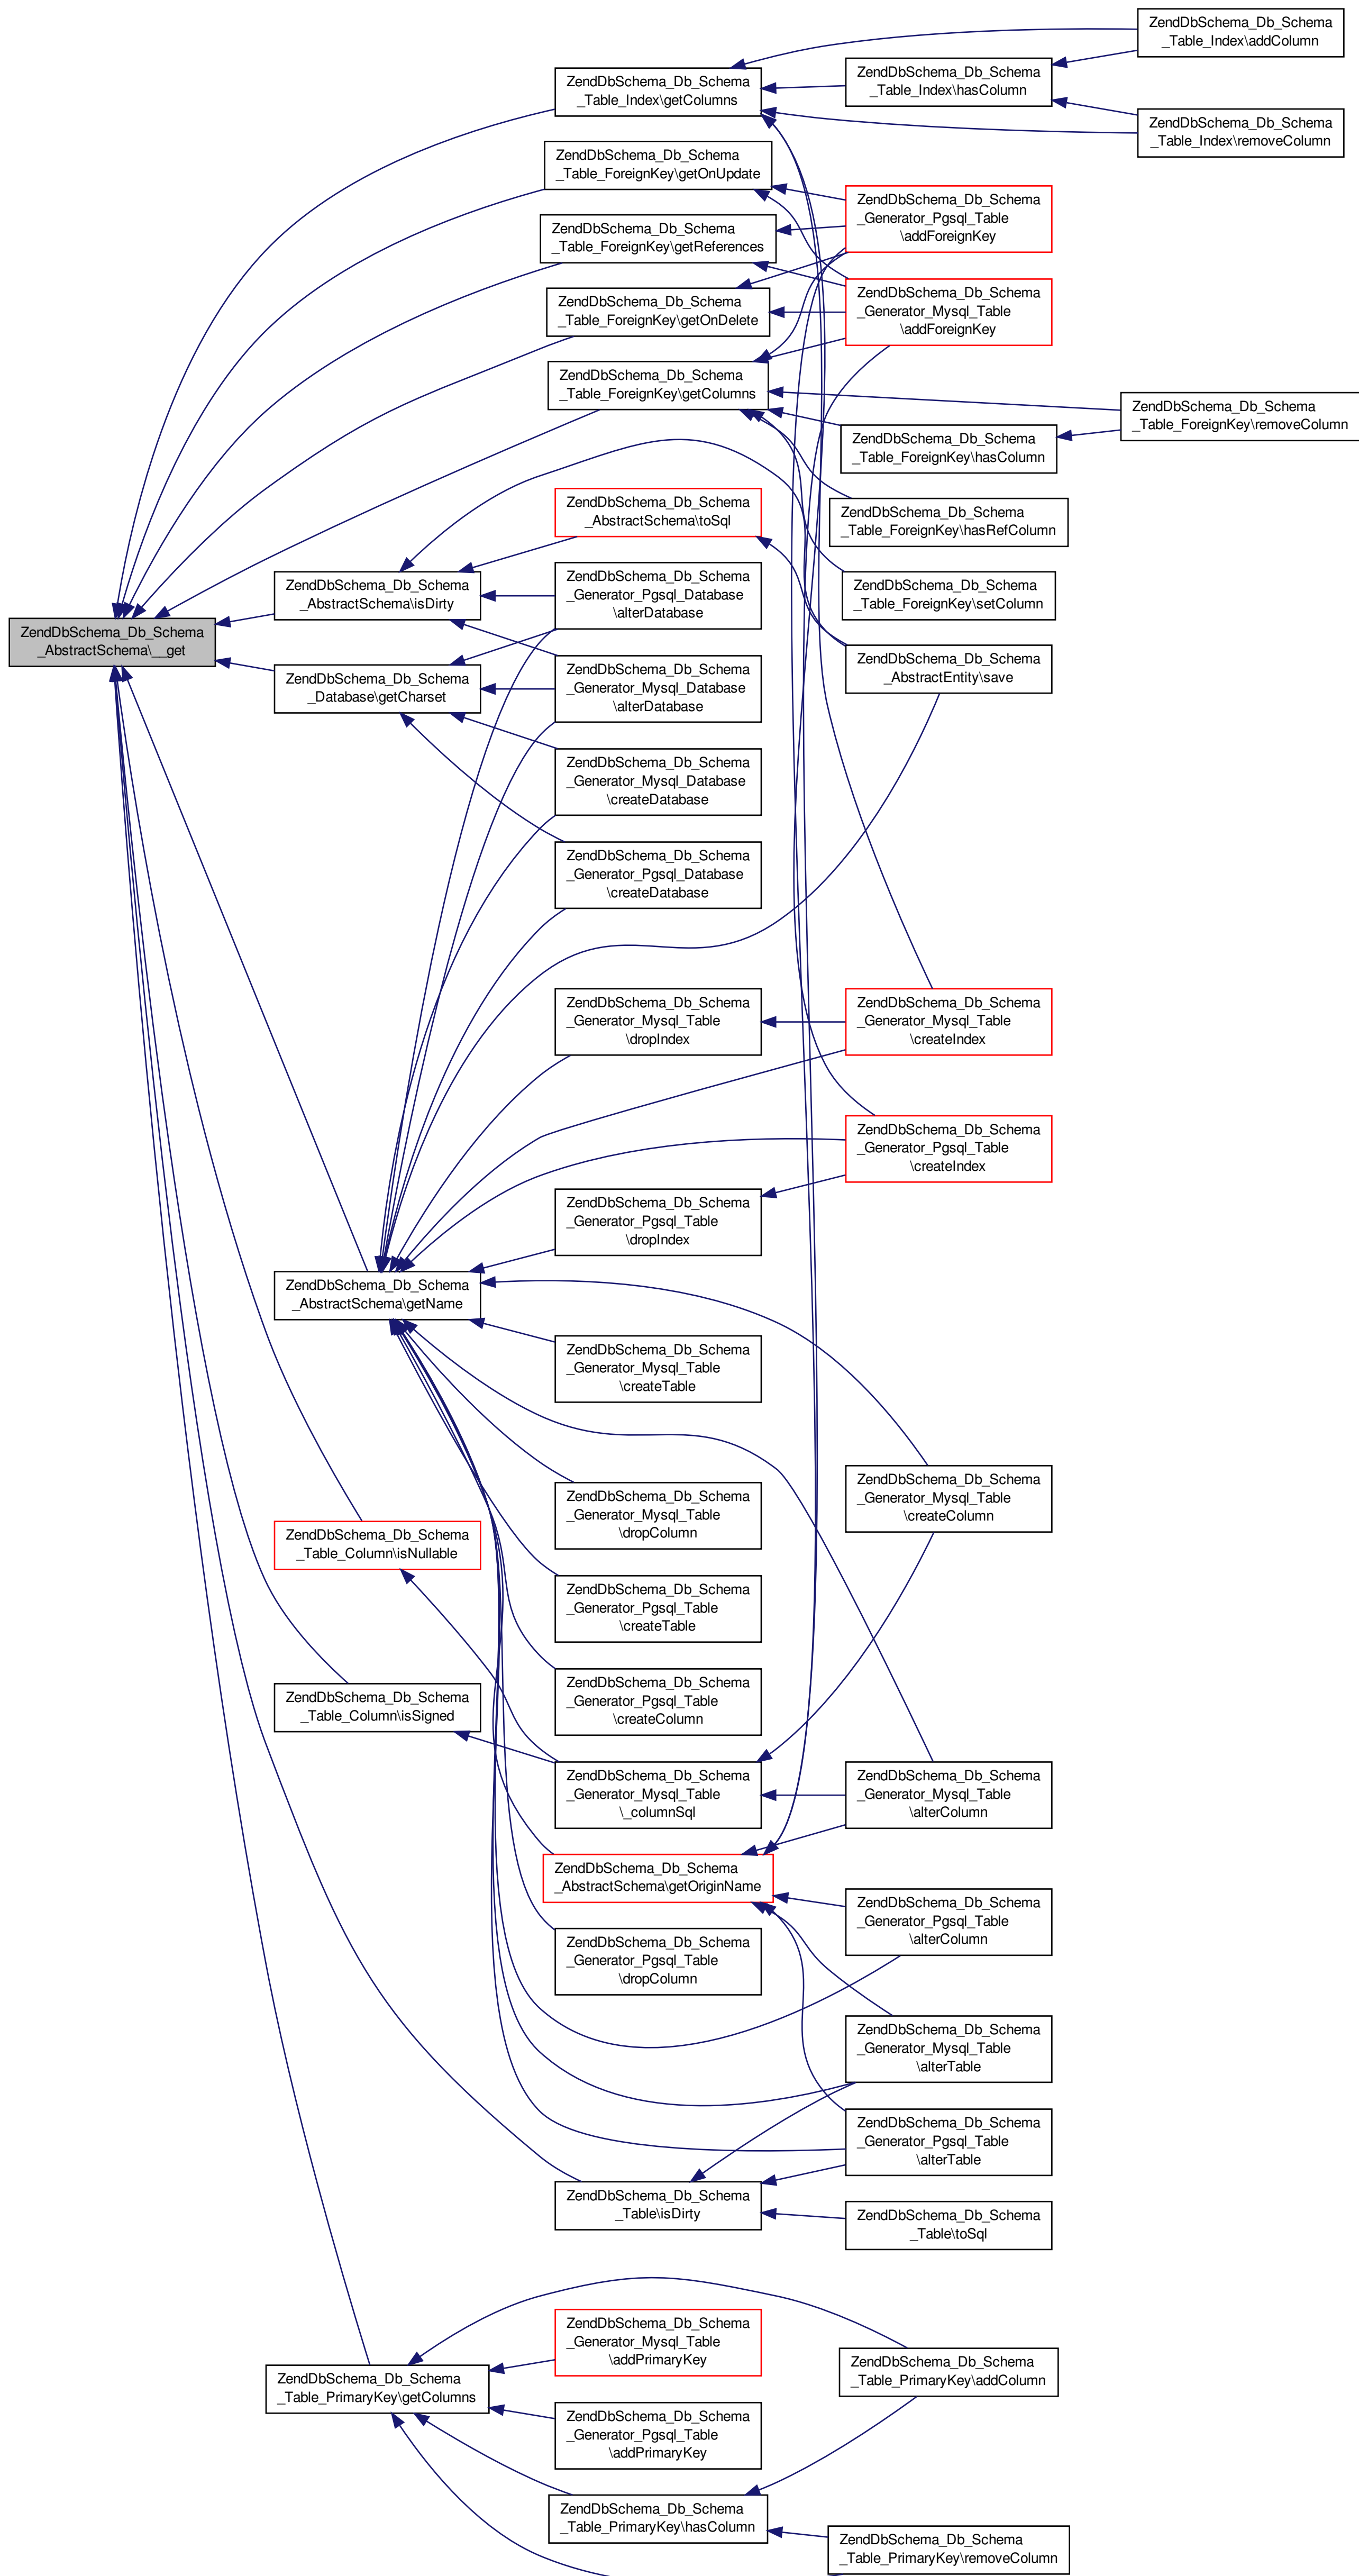 ZendDbSchema_Db_Schema
_AbstractSchema\__get
ZendDbSchema_Db_Schema
_Table_Index\getColumns
ZendDbSchema_Db_Schema
_Table_Index\addColumn
ZendDbSchema_Db_Schema
_Table_Index\hasColumn
ZendDbSchema_Db_Schema
_Table_Index\removeColumn
ZendDbSchema_Db_Schema
_Table_ForeignKey\getOnUpdate
ZendDbSchema_Db_Schema
_Generator_Pgsql_Table
\addForeignKey
ZendDbSchema_Db_Schema
_Table_ForeignKey\getReferences
ZendDbSchema_Db_Schema
_Generator_Mysql_Table
\addForeignKey
ZendDbSchema_Db_Schema
_Table_ForeignKey\getOnDelete
ZendDbSchema_Db_Schema
_Table_ForeignKey\getColumns
ZendDbSchema_Db_Schema
_Table_ForeignKey\removeColumn
ZendDbSchema_Db_Schema
_Table_ForeignKey\hasColumn
ZendDbSchema_Db_Schema
_Table_ForeignKey\hasRefColumn
ZendDbSchema_Db_Schema
_AbstractSchema\toSql
ZendDbSchema_Db_Schema
_AbstractSchema\isDirty
ZendDbSchema_Db_Schema
_Generator_Pgsql_Database
\alterDatabase
ZendDbSchema_Db_Schema
_Table_ForeignKey\setColumn
ZendDbSchema_Db_Schema
_Database\getCharset
ZendDbSchema_Db_Schema
_Generator_Mysql_Database
\alterDatabase
ZendDbSchema_Db_Schema
_AbstractEntity\save
ZendDbSchema_Db_Schema
_Generator_Mysql_Database
\createDatabase
ZendDbSchema_Db_Schema
_Generator_Pgsql_Database
\createDatabase
ZendDbSchema_Db_Schema
_Generator_Mysql_Table
\dropIndex
ZendDbSchema_Db_Schema
_Generator_Mysql_Table
\createIndex
ZendDbSchema_Db_Schema
_Generator_Pgsql_Table
\createIndex
ZendDbSchema_Db_Schema
_Generator_Pgsql_Table
\dropIndex
ZendDbSchema_Db_Schema
_AbstractSchema\getName
ZendDbSchema_Db_Schema
_Generator_Mysql_Table
\createTable
ZendDbSchema_Db_Schema
_Generator_Mysql_Table
\createColumn
ZendDbSchema_Db_Schema
_Generator_Mysql_Table
\dropColumn
ZendDbSchema_Db_Schema
_Table_Column\isNullable
ZendDbSchema_Db_Schema
_Generator_Pgsql_Table
\createTable
ZendDbSchema_Db_Schema
_Generator_Pgsql_Table
\createColumn
ZendDbSchema_Db_Schema
_Table_Column\isSigned
ZendDbSchema_Db_Schema
_Generator_Mysql_Table
\_columnSql
ZendDbSchema_Db_Schema
_Generator_Mysql_Table
\alterColumn
ZendDbSchema_Db_Schema
_AbstractSchema\getOriginName
ZendDbSchema_Db_Schema
_Generator_Pgsql_Table
\alterColumn
ZendDbSchema_Db_Schema
_Generator_Pgsql_Table
\dropColumn
ZendDbSchema_Db_Schema
_Generator_Mysql_Table
\alterTable
ZendDbSchema_Db_Schema
_Generator_Pgsql_Table
\alterTable
ZendDbSchema_Db_Schema
_Table\isDirty
ZendDbSchema_Db_Schema
_Table\toSql
ZendDbSchema_Db_Schema
_Generator_Mysql_Table
\addPrimaryKey
ZendDbSchema_Db_Schema
_Table_PrimaryKey\addColumn
ZendDbSchema_Db_Schema
_Table_PrimaryKey\getColumns
ZendDbSchema_Db_Schema
_Generator_Pgsql_Table
\addPrimaryKey
ZendDbSchema_Db_Schema
_Table_PrimaryKey\hasColumn
ZendDbSchema_Db_Schema
_Table_PrimaryKey\removeColumn